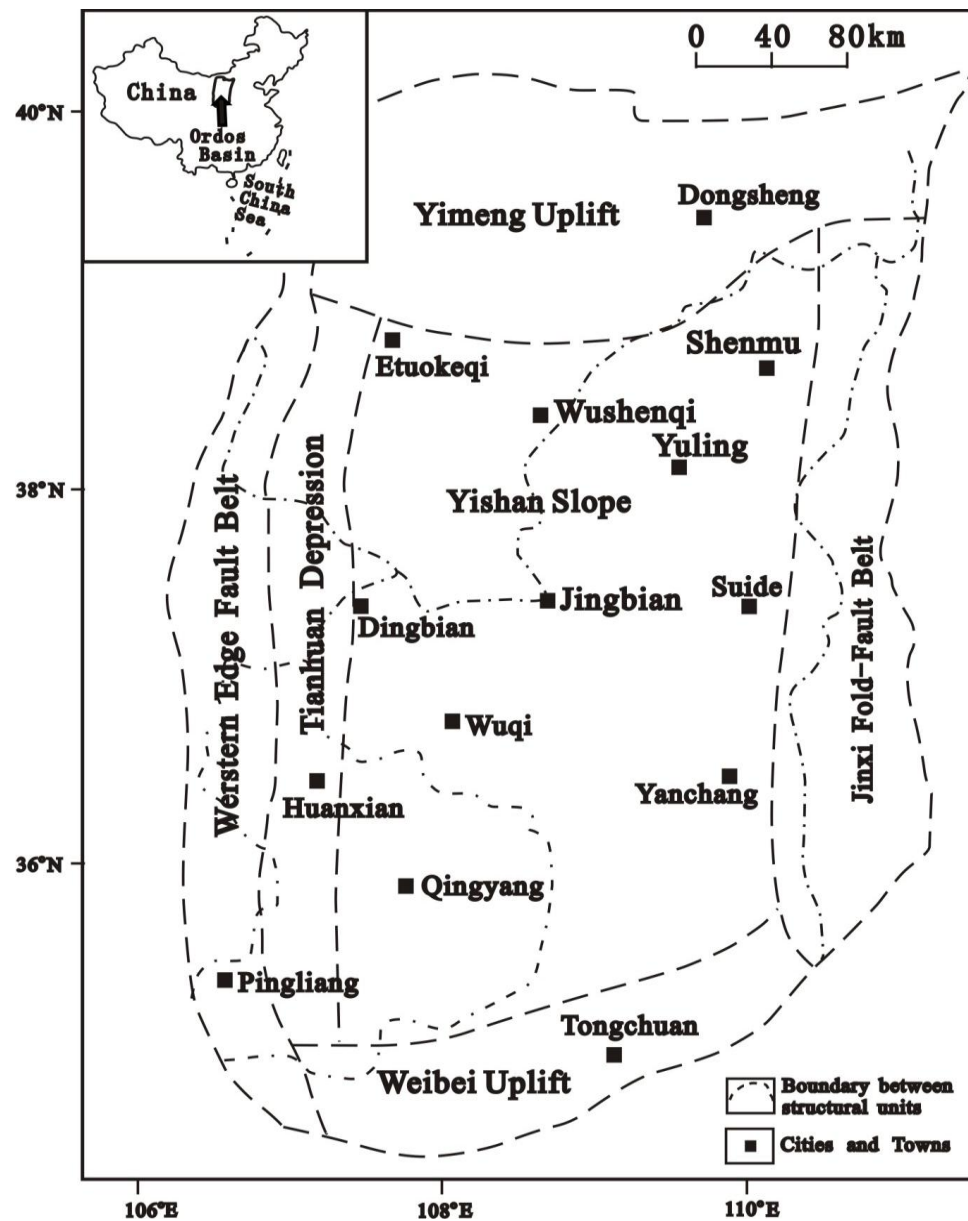 0 40 80km
China
Ordos
Basin
South
China
Sea
40°N
Dongsheng
Yimeng Uplift
Shenmu
Etuokeqi
Wushenqi
Yuling
38°N
Yishan Slope
Werstern Edge Fault Belt
Tianhuan Depression
Jinxi Fold-Fault Belt
Suide
Jingbian
Dingbian
Wuqi
Yanchang
Huanxian
36°N
Qingyang
Pingliang
Tongchuan
Weibei Uplift
Boundary between
structural units
Cities and Towns
106°E 108°E 110°E